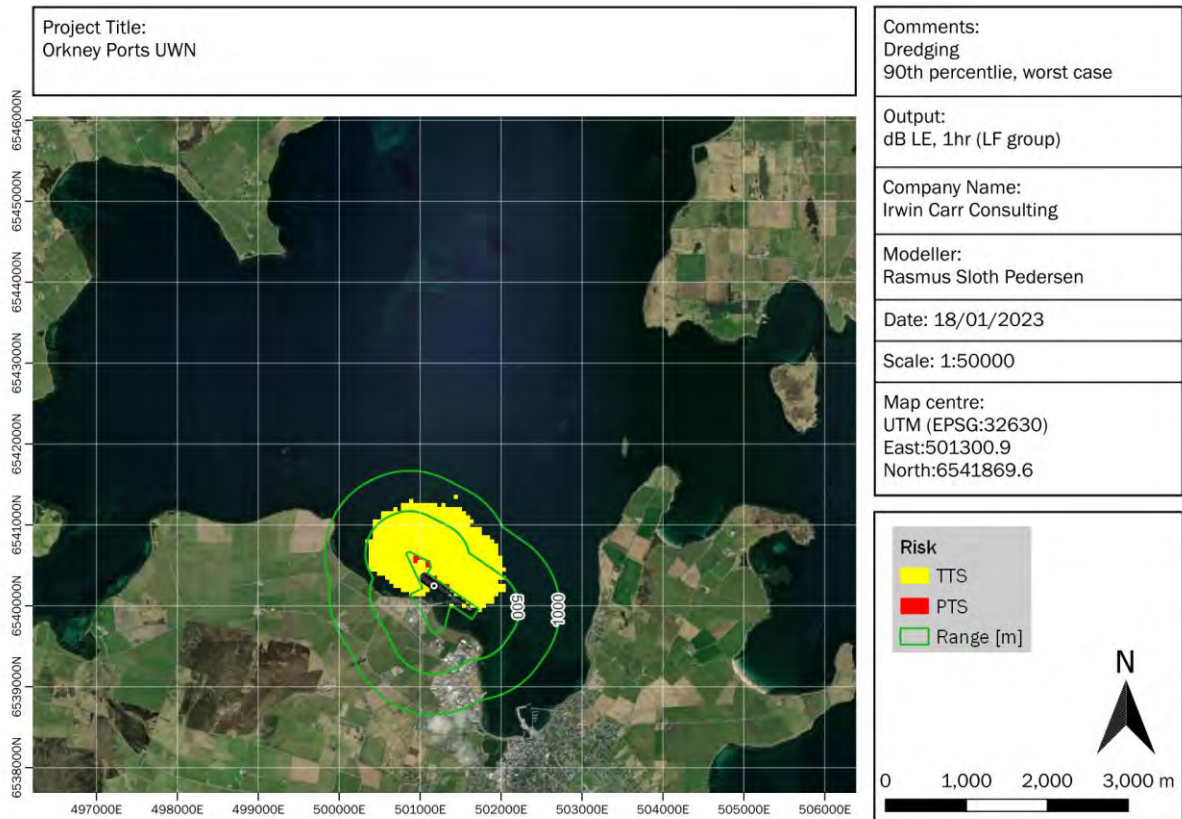 Project Title:
Orkney Ports UWN
Comments:
Dredging
90th percentlie, worst case
Output:
dB LE, 1hr (LF group)
Company Name:
Irwin Carr Consulting
Modeller:
Rasmus Sloth Pedersen
Date: 18/01/2023
Scale: 1:50000
Map centre:
UTM (EPSG:32630)
East:501300.9
North:6541869.6
6546000N
6545000N
6544000N
6543000N
6542000N
6541000N
6540000N
6539000N
6538000N
500
1000
497000E
498000E
499000E
500000E
501000E
502000E
503000E
504000E
505000E
506000E
Risk
TTS
PTS
Range [m]
N
0 1,000 2,000 3,000 m